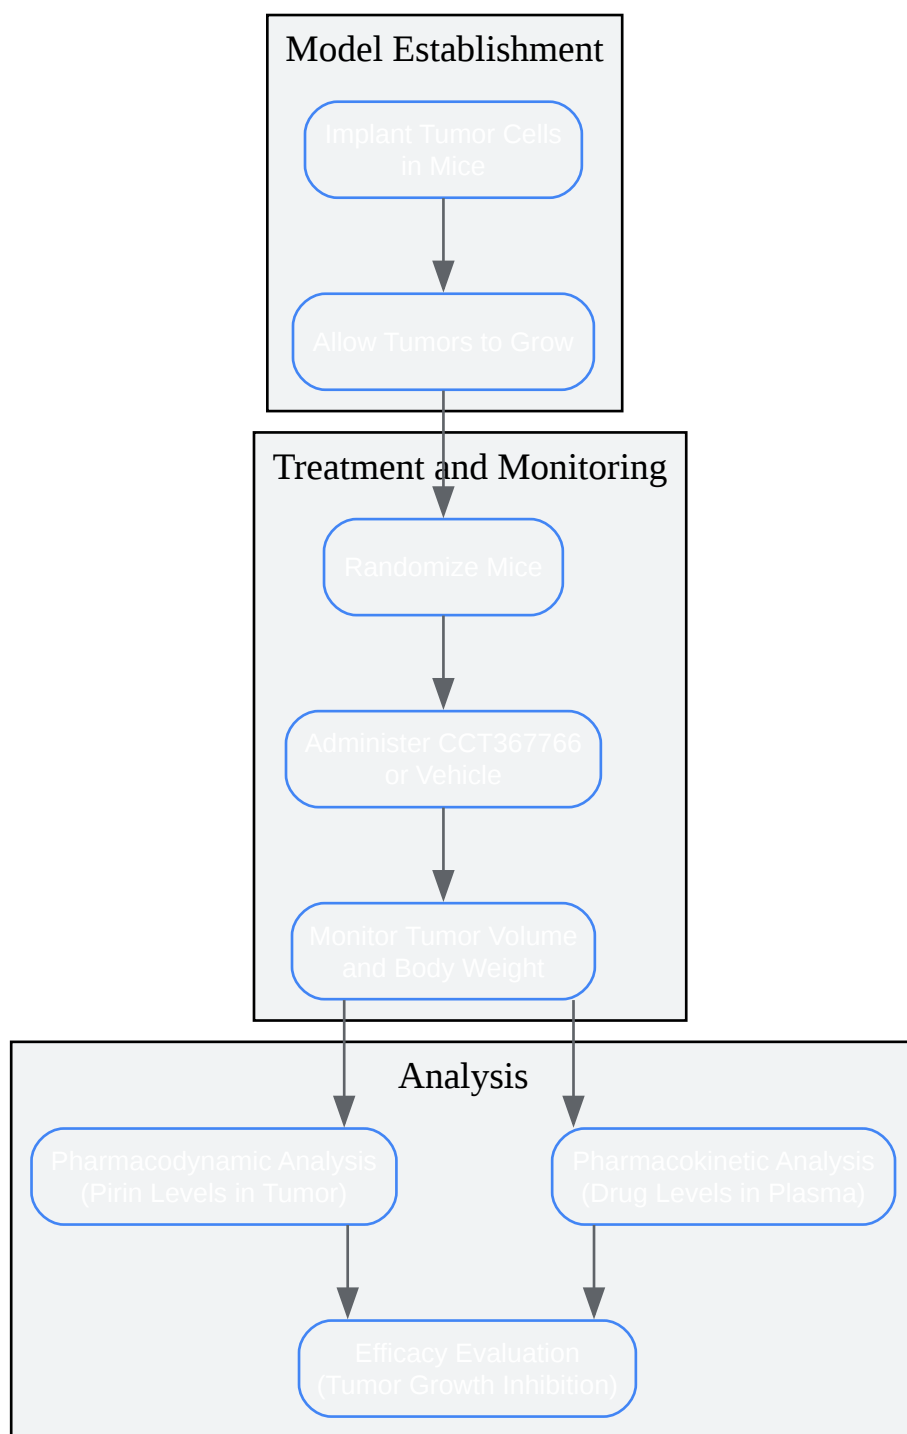 Model Establishment
Implant Tumor Cells
in Mice
Allow Tumors to Grow
Treatment and Monitoring
Randomize Mice
Administer CCT367766
or Vehicle
Monitor Tumor Volume
and Body Weight
Analysis
Pharmacodynamic Analysis
(Pirin Levels in Tumor)
Pharmacokinetic Analysis
(Drug Levels in Plasma)
Efficacy Evaluation
(Tumor Growth Inhibition)